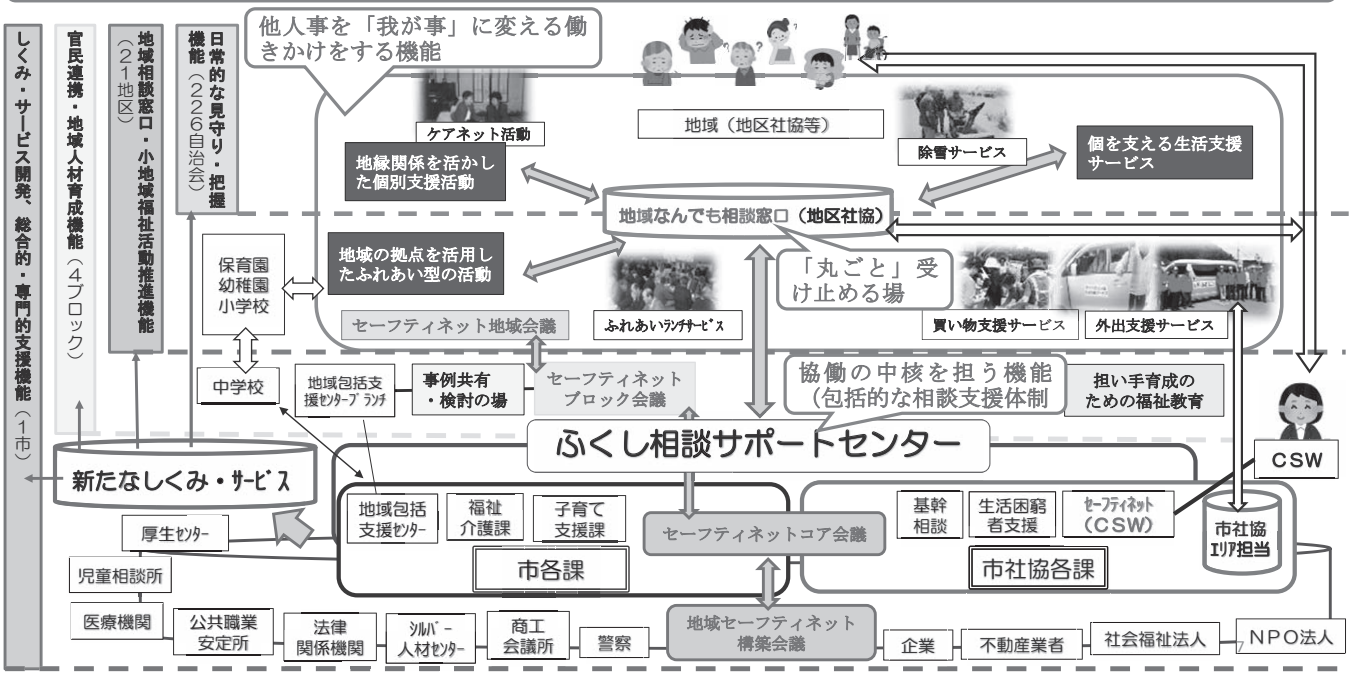 しくみ・サービス開発、総合的・専門的支援機能（１市）
官民連携・地域人材育成機能（４ブロック）
地域相談窓口・小地域福祉活動推進機能
（２１地区）
日常的な見守り・把握
機能（２２６自治会）
他人事を「我が事」に変える働
きかけをする機能
ケアネット活動
地域（地区社協等）
除雪サービス
個を支える生活支援
サービス
地縁関係を活かし
た個別支援活動
地域なんでも相談窓口（地区社協）
地域の拠点を活用し
たふれあい型の活動
「丸ごと」受
け止める場
保育園
幼稚園
小学校
セーフティネット地域会議
ふれあいﾗﾝﾁｻｰﾋﾞｽ
買い物支援サービス
外出支援サービス
中学校
地域包括支
援ｾﾝﾀｰﾌﾞﾗﾝﾁ
事例共有
・検討の場
セーフティネット
ブロック会議
協働の中核を担う機能
（包括的な相談支援体制
担い手育成の
ための福祉教育
ふくし相談サポートセンター
CSW
新たなしくみ・ｻｰﾋﾞｽ
地域包括
支援ｾﾝﾀｰ
福祉
介護課
子育て
支援課
セーフティネットコア会議
基幹
相談
生活困窮
者支援
ｾｰﾌﾃｨﾈｯﾄ
（CSW）
市社協
ｴﾘｱ担当
市各課
市社協各課
厚生ｾﾝﾀｰ
児童相談所
医療機関
公共職業
安定所
法律
関係機関
ｼﾙﾊﾞｰ
人材ｾﾝﾀｰ
商工
会議所
警察
地域セーフティネット
構築会議
企業
不動産業者
社会福祉法人
7
ＮＰＯ法人